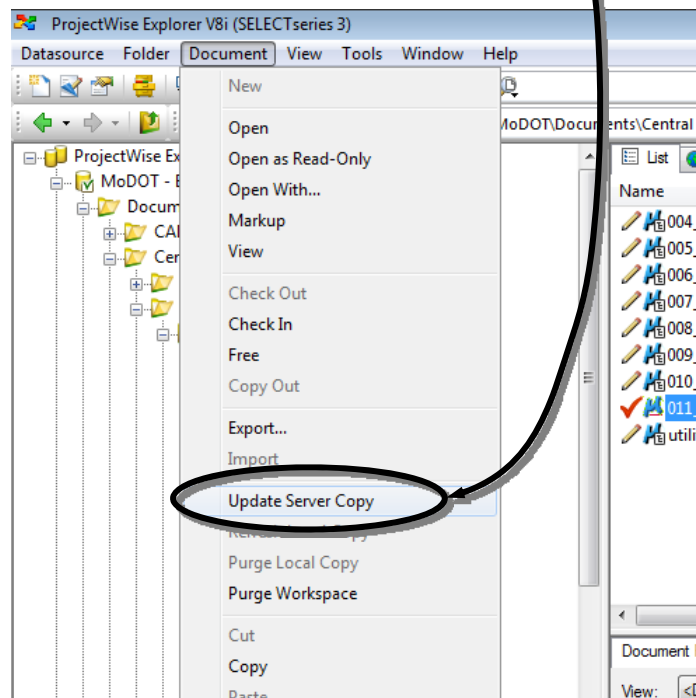 ProjectWise Explorer V8i (SELECTseries 3)
Datasource Folder Document View Tools Window Help
MoDOT\Documents\Central
New
Open
Open as Read-Only
Open With...
Markup
View
Check Out
Check In
Free
Copy Out
Export...
Import
Update Server Copy
Purge Local Copy
Purge Workspace
Cut
Copy
Paste
ProjectWise Ex
MoDOT - 
Docum
CA
Cer
List
Name
004_
005_
006_
007_
008_
009_
010_
011_
utili
Document
View: